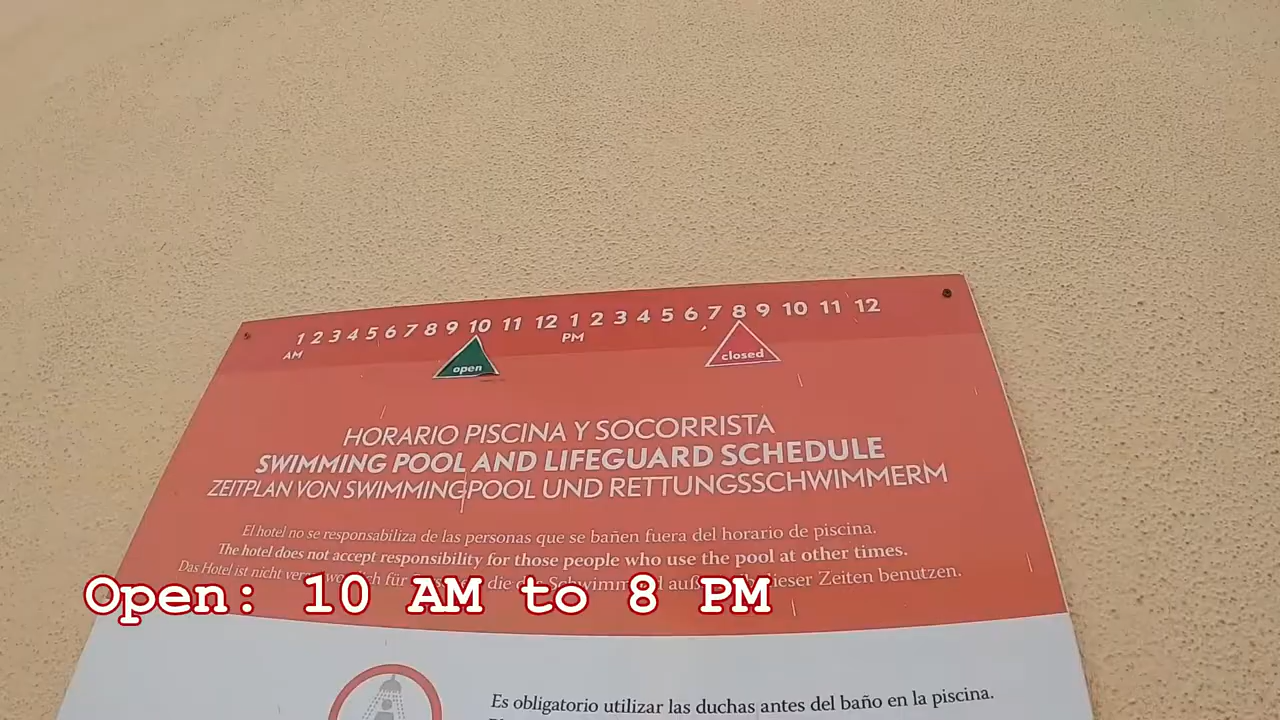 1 2 3 4 5 6 7 8 9 10 11 12 1 2 3 4 5 6 7 8 9 10 11 12
AM PM
open closed
HORARIO PISCINA Y SOCORRISTA
SWIMMING POOL AND LIFEGUARD SCHEDULE
ZEITPLAN VON SWIMMINGPOOL UND RETTUNGSSCHWIMMERM
El hotel no se responsabiliza de las personas que se bañen fuera del horario de piscina.
The hotel does not accept responsibility for those people who use the pool at other times.
Das Hotel ist nicht für die dieser Zeiten benutzen.
Open: 10 AM to 8 PM
Es obligatorio utilizar las duchas antes del baño en la piscina.